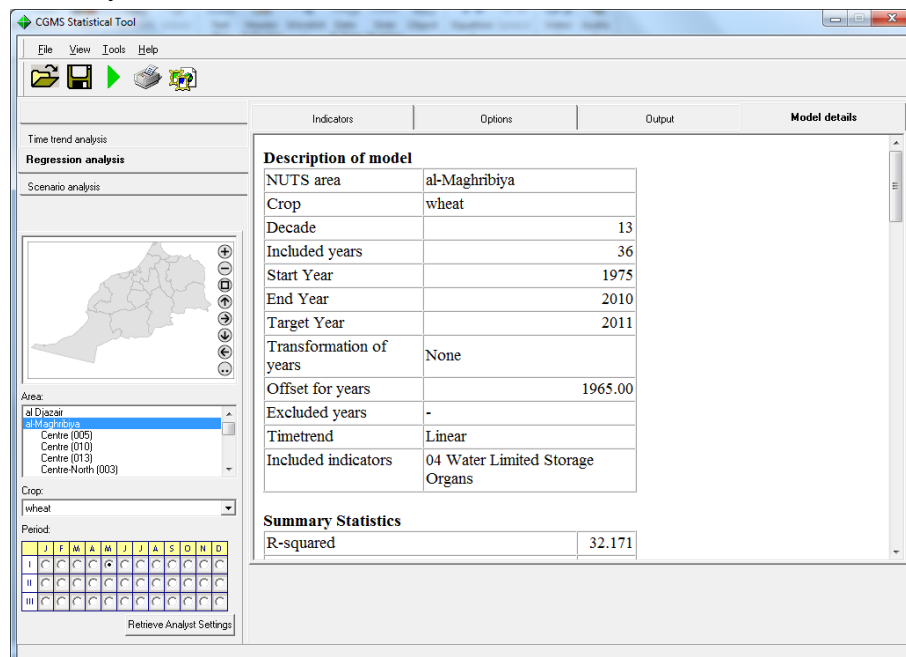 CGMS Statistical Tool
File View Tools Help
Time trend analysis
Regression analysis
Scenario analysis
Area:
al Djazair
al-Maghribiya
Centre (005)
Centre (010)
Centre (013)
Centre-North (003)
Crop:
wheat
Period:
J F M A M J J A S O N D
I
II
III
Retrieve Analyst Settings
Indicators Options Output Model details
Description of model
NUTS area al-Maghribiya
Crop wheat
Decade 13
Included years 36
Start Year 1975
End Year 2010
Target Year 2011
Transformation of
years None
Offset for years 1965.00
Excluded years -
Timetrend Linear
Included indicators 04 Water Limited Storage
Organs
Summary Statistics
R-squared 32.171